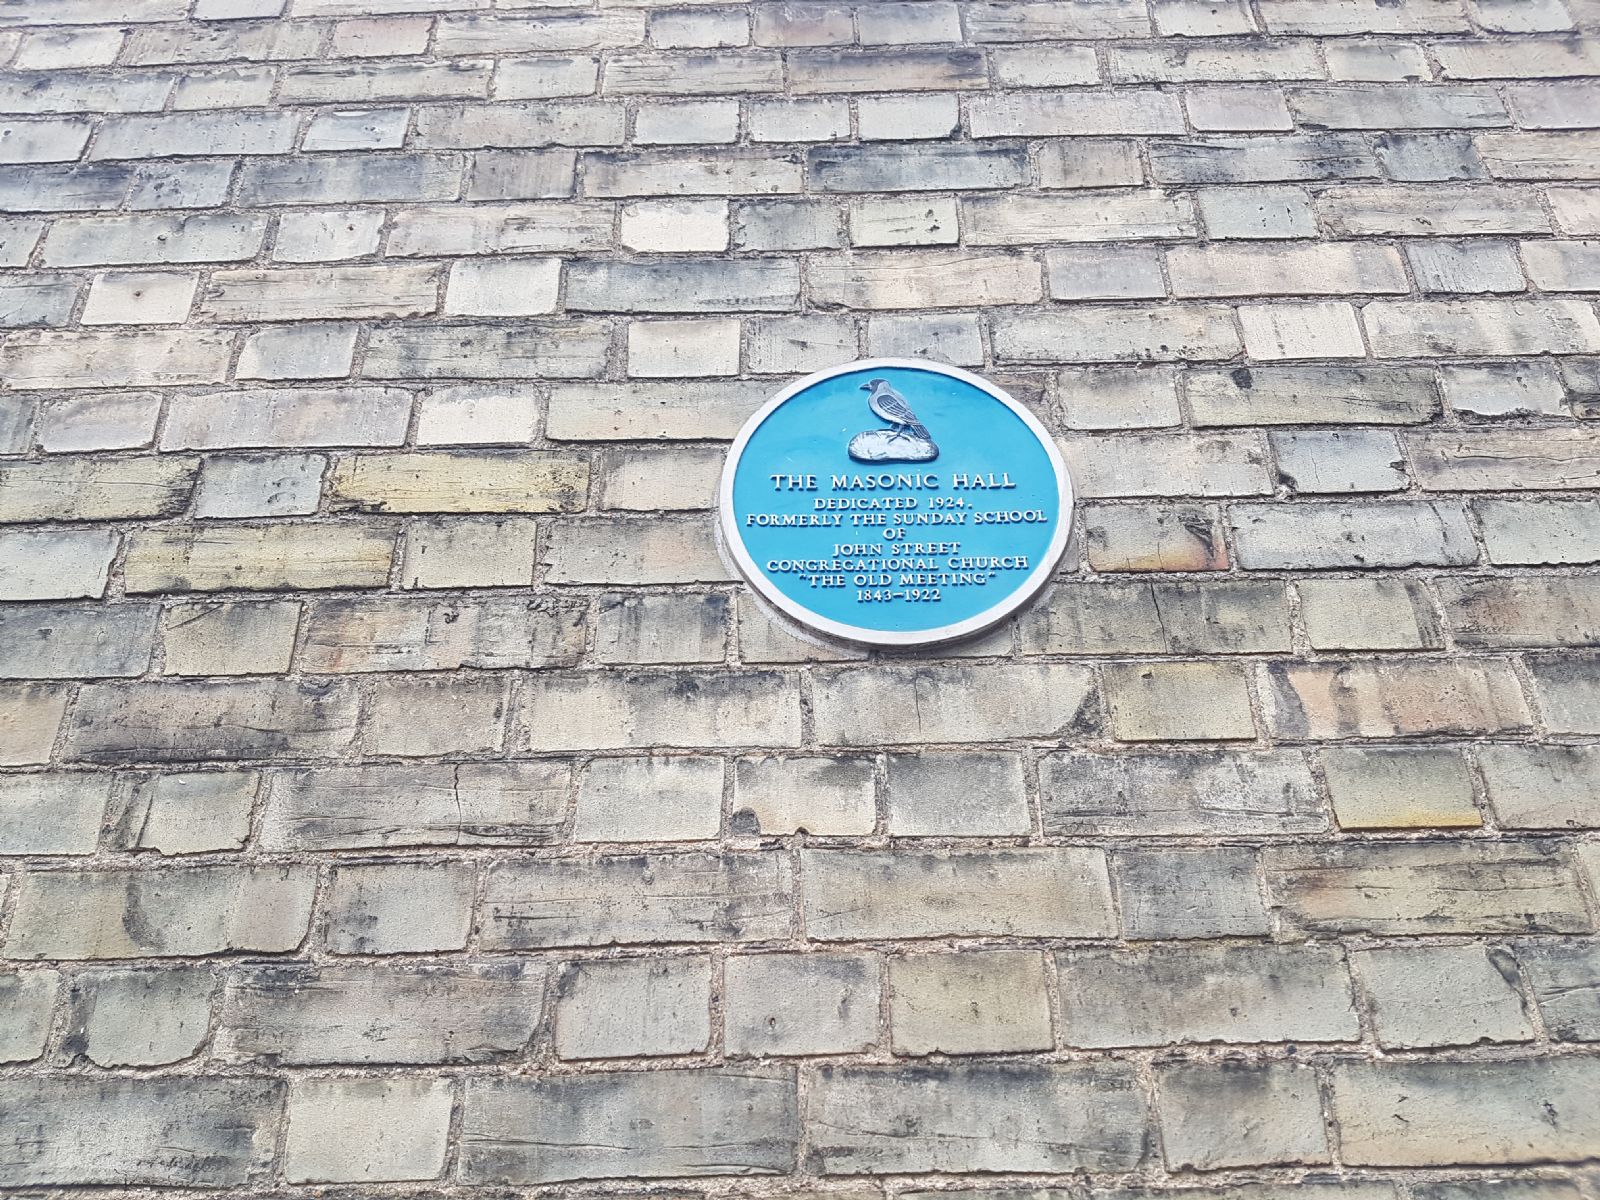 THE MASONIC HALL
DEDICATED 1924.
FORMERLY THE SUNDAY SCHOOL
OF
JOHN STREET
CONGREGATIONAL CHURCH
"THE OLD MEETING"
1843-1922